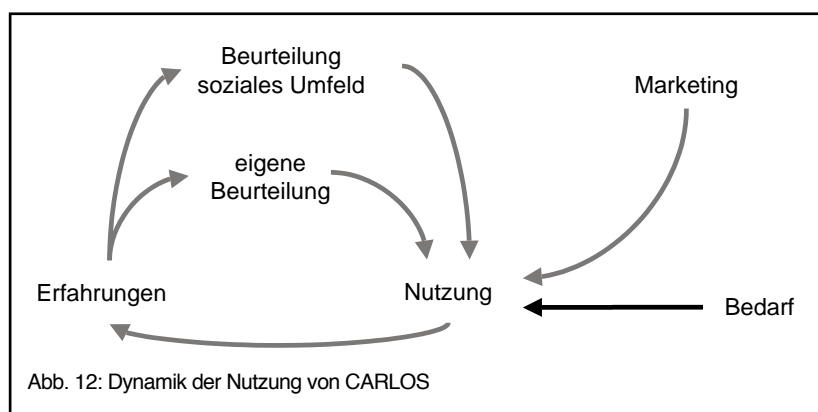 Beurteilung
soziales Umfeld
Marketing
eigene
Beurteilung
Erfahrungen
Nutzung
Bedarf
Abb. 12: Dynamik der Nutzung von CARLOS